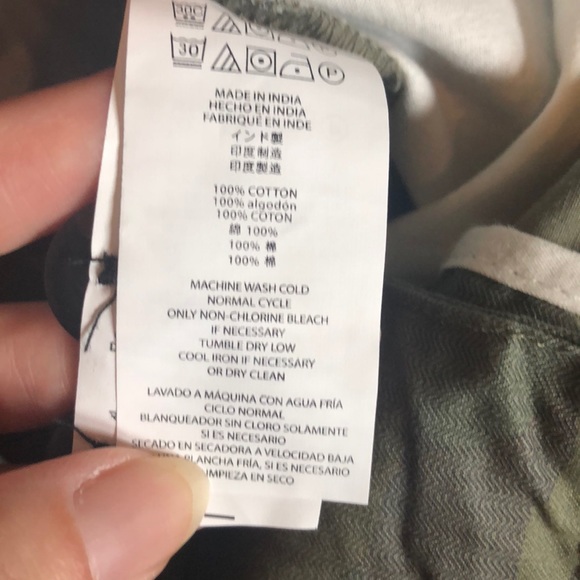 30C
30
P
MADE IN INDIA
HECHO EN INDIA
FABRIQUÉ EN INDE
インド製
印度制造
印度製造
100% COTTON
100% algodón
100% COTON
綿 100%
100% 棉
100% 棉
MACHINE WASH COLD
NORMAL CYCLE
ONLY NON-CHLORINE BLEACH
IF NECESSARY
TUMBLE DRY LOW
COOL IRON IF NECESSARY
OR DRY CLEAN
LAVADO A MÁQUINA CON AGUA FRÍA
CICLO NORMAL
BLANQUEADOR SIN CLORO SOLAMENTE
SI ES NECESARIO
SECADO EN SECADORA A VELOCIDAD BAJA
BLANCHA FRÍA, SI ES NECESARIO
IMPIEZA EN SECO